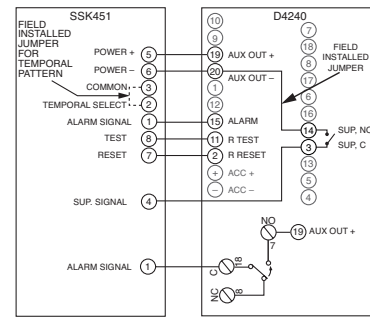 SSK451
D4240
FIELD
INSTALLED
JUMPER
FOR
TEMPORAL
PATTERN
POWER + 5
POWER – 6
COMMON 3
TEMPORAL SELECT 2
ALARM SIGNAL 1
TEST 8
RESET 7
SUP. SIGNAL 4
ALARM SIGNAL 1
10
9
19 AUX OUT +
20
AUX OUT –
1
12
15 ALARM
11 R TEST
2 R RESET
+ ACC +
– ACC –
7
18
8
17
6
16
14 SUP, NO
3 SUP, C
13
5
4
FIELD
INSTALLED
JUMPER
NO
7
19 AUX OUT +
C
18
NC
8